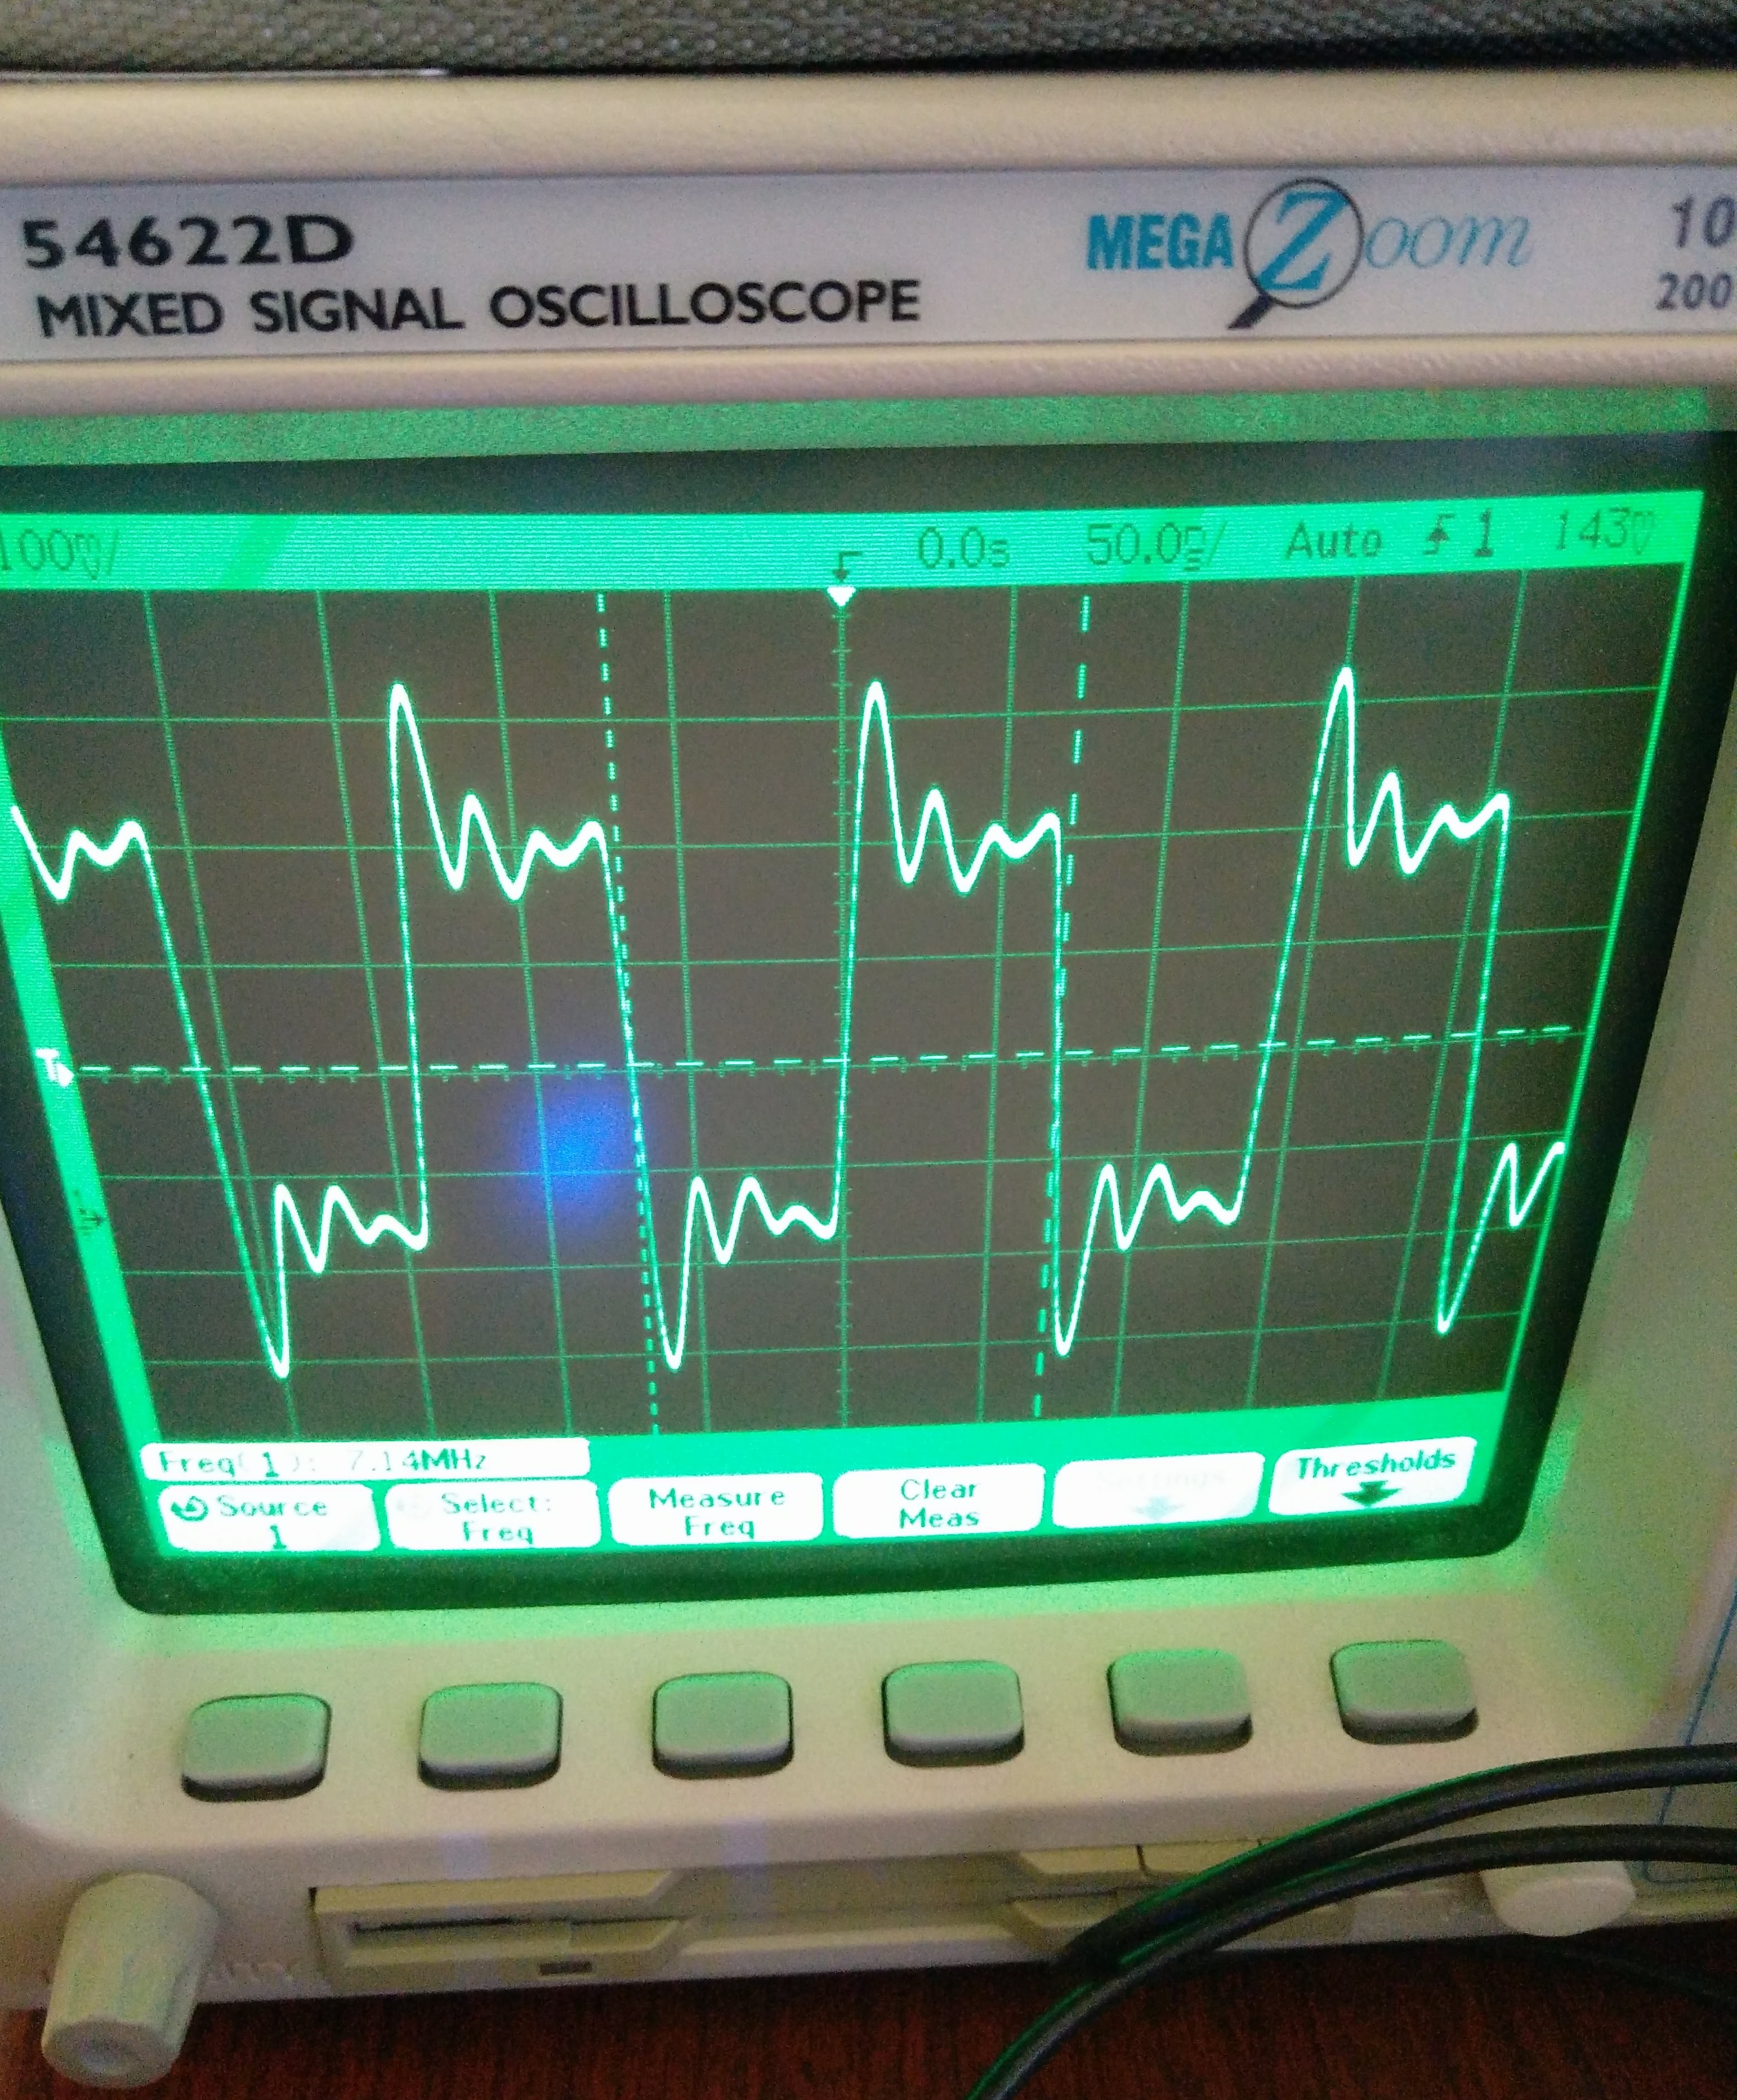 54622D
MIXED SIGNAL OSCILLOSCOPE
MEGA Zoom
10
200
100mV/ 0.0s 50.0ns/ Auto 1 143mV
T
Freq(1): 7.14MHz
Source
1
Select:
Freq
Measure
Freq
Clear
Meas
Settings
Thresholds